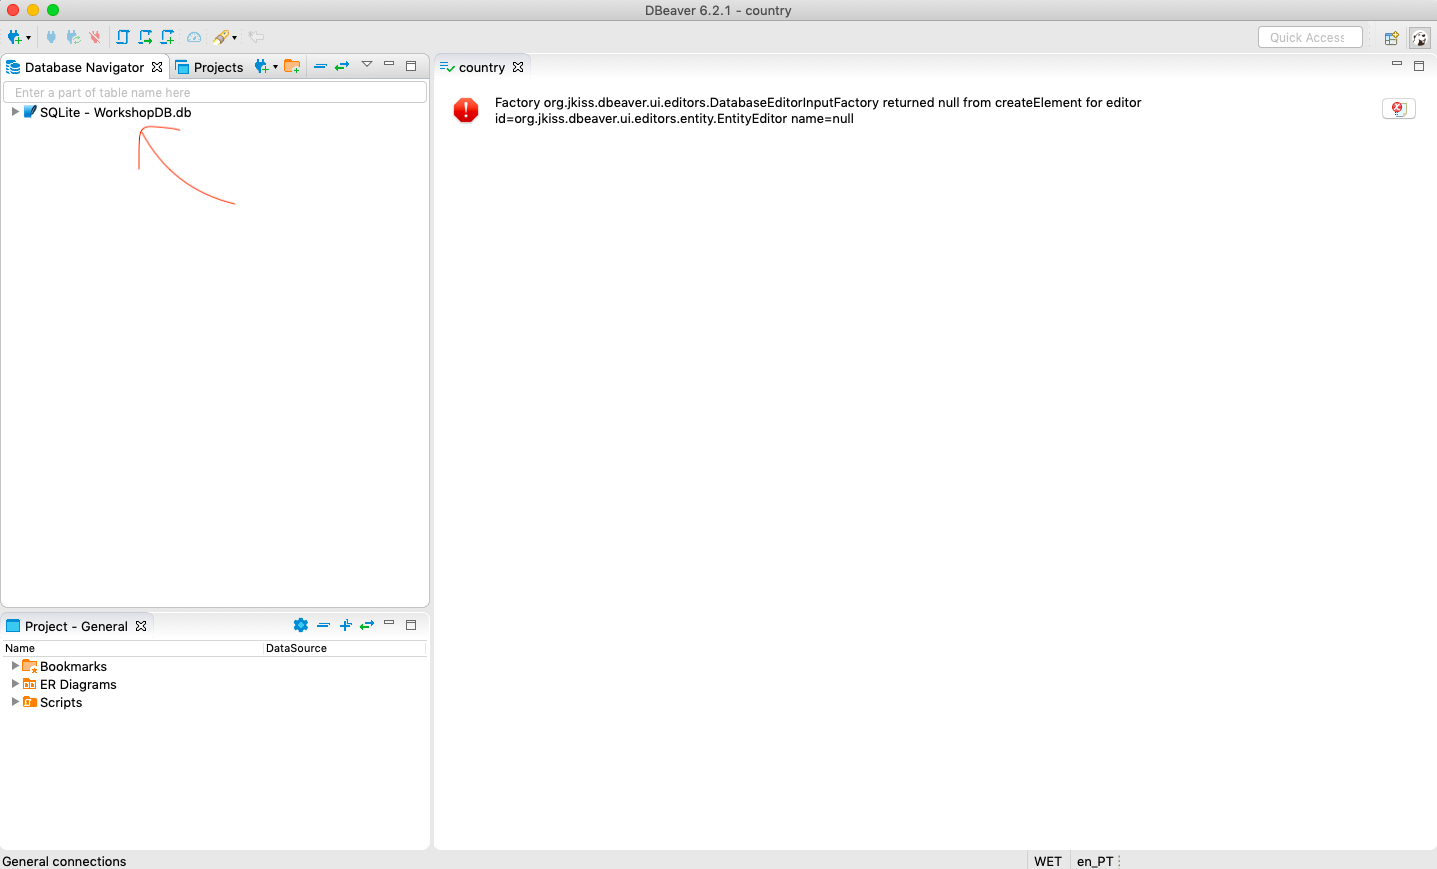 DBeaver 6.2.1 - country
Quick Access
Database Navigator
Projects
country
Enter a part of table name here
SQLite - WorkshopDB.db
Factory org.jkiss.dbeaver.ui.editors.DatabaseEditorInputFactory returned null from createElement for editor
id=org.jkiss.dbeaver.ui.editors.entity.EntityEditor name=null
Project - General
Name DataSource
Bookmarks
ER Diagrams
Scripts
General connections
WET
en_PT